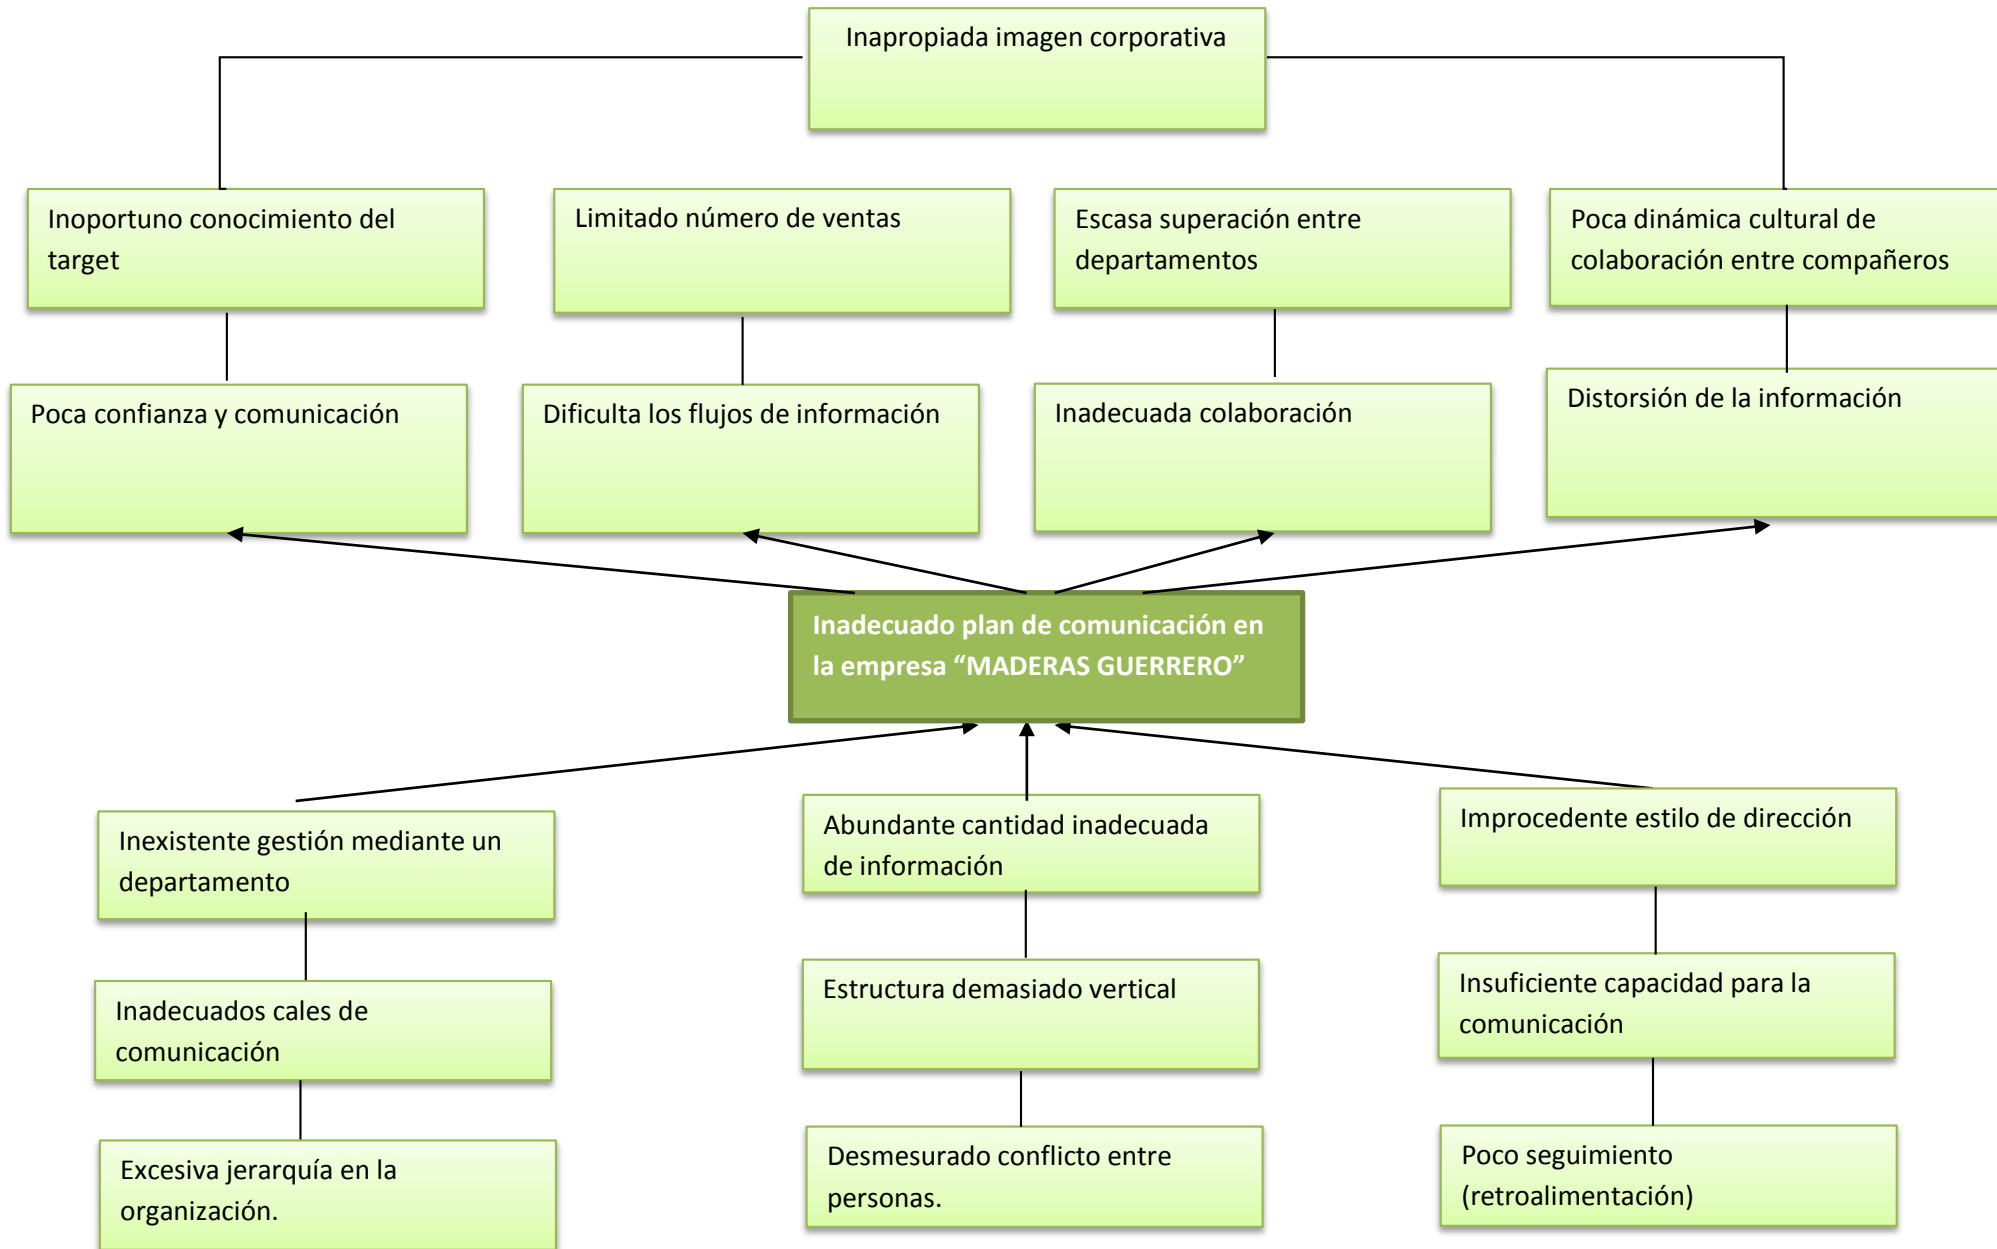 Inapropiada imagen corporativa
Inoportuno conocimiento del
target
Limitado número de ventas
Escasa superación entre
departamentos
Poca dinámica cultural de
colaboración entre compañeros
Poca confianza y comunicación
Dificulta los flujos de información
Inadecuada colaboración
Distorsión de la información
Inadecuado plan de comunicación en
la empresa “MADERAS GUERRERO”
Inexistente gestión mediante un
departamento
Abundante cantidad inadecuada
de información
Improcedente estilo de dirección
Inadecuados cales de
comunicación
Estructura demasiado vertical
Insuficiente capacidad para la
comunicación
Excesiva jerarquía en la
organización.
Desmesurado conflicto entre
personas.
Poco seguimiento
(retroalimentación)